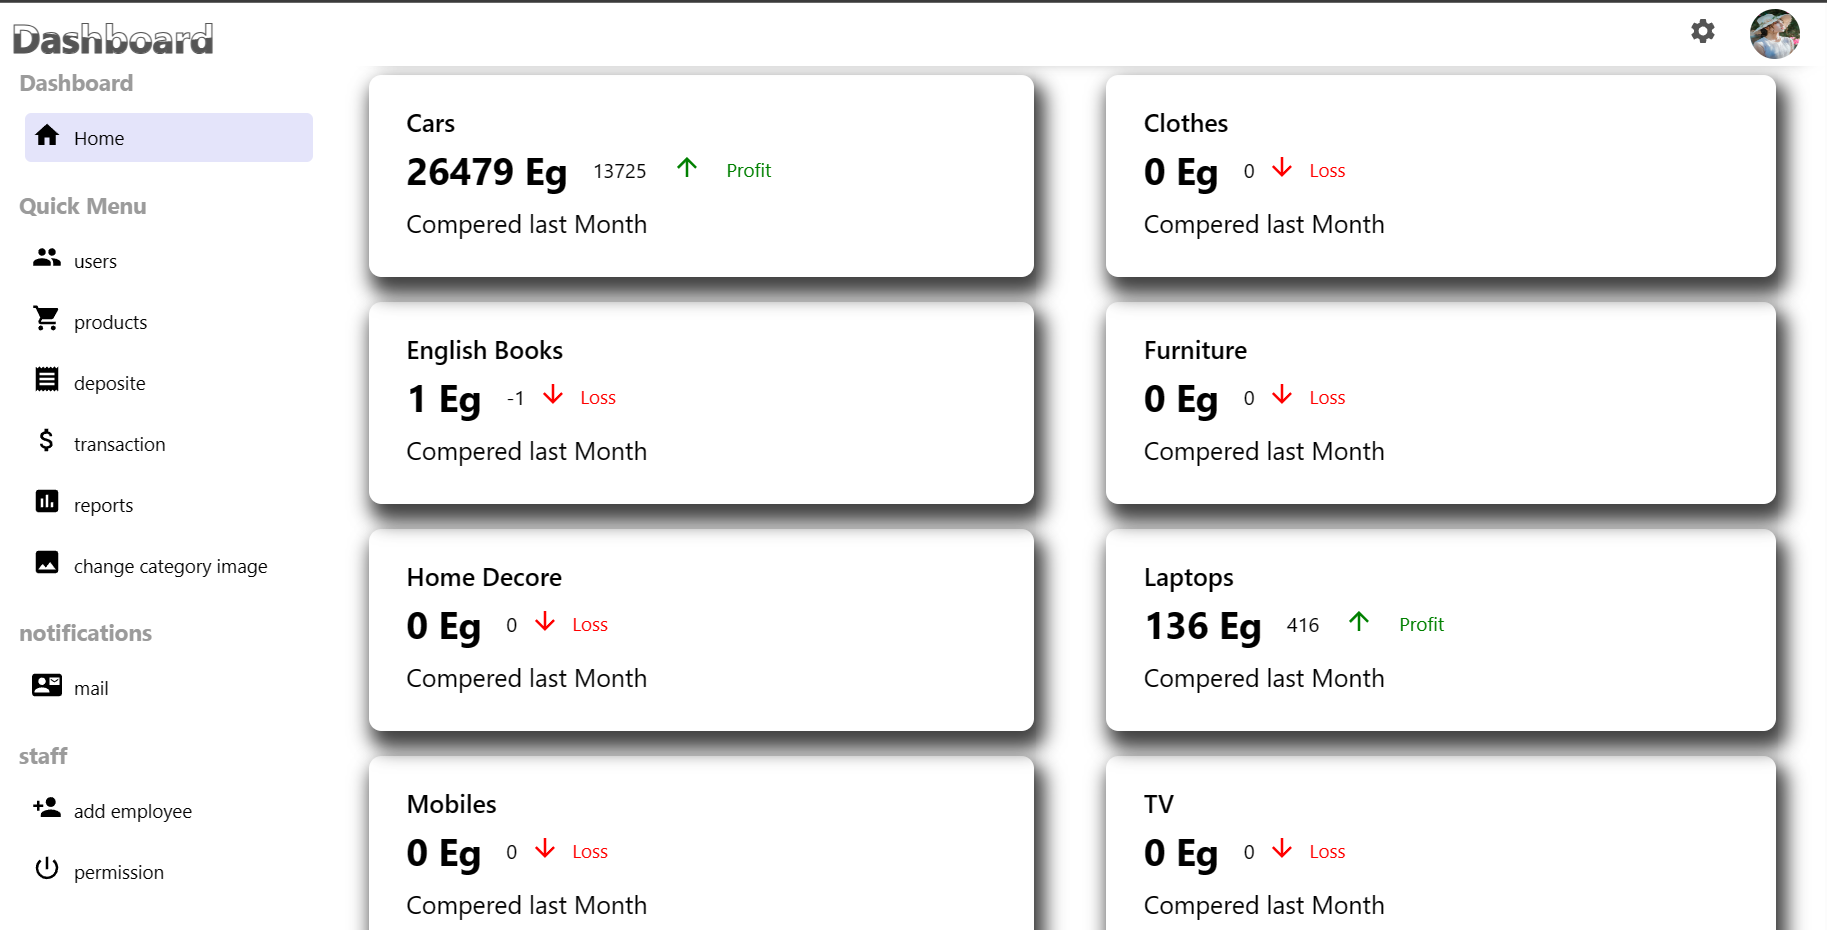 Dashboard
Dashboard
Home
Quick Menu
users
products
deposite
transaction
reports
change category image
notifications
mail
staff
add employee
permission
Cars
26479 Eg 13725 Profit
Compered last Month
Clothes
0 Eg 0 Loss
Compered last Month
English Books
1 Eg -1 Loss
Compered last Month
Furniture
0 Eg 0 Loss
Compered last Month
Home Decore
0 Eg 0 Loss
Compered last Month
Laptops
136 Eg 416 Profit
Compered last Month
Mobiles
0 Eg 0 Loss
Compered last Month
TV
0 Eg 0 Loss
Compered last Month